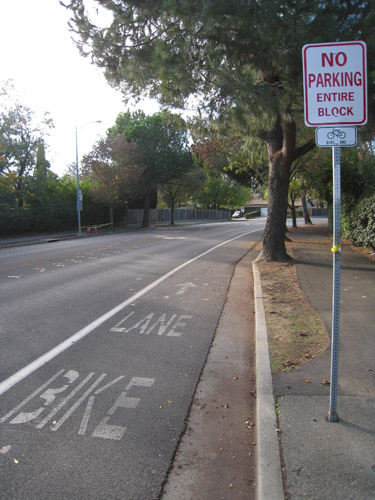 NO
PARKING
ENTIRE
BLOCK
BIKE LANE
LANE
BIKE